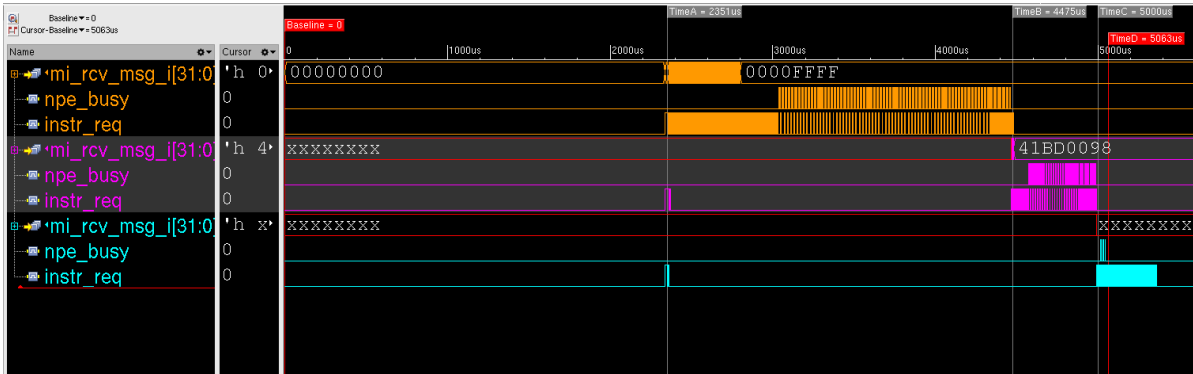 Baseline ▾ = 0
Cursor-Baseline ▾ = 5063us
TimeA = 2351us
TimeB = 4475us
TimeC = 5000us
Baseline = 0
TimeD = 5063us
Name
Cursor
0
1000us
2000us
3000us
4000us
5000us
mi_rcv_msg_i[31:0]
'h 0
00000000
0000FFFF
npe_busy
0
instr_req
0
mi_rcv_msg_i[31:0]
'h 4
XXXXXXXX
41BD0098
npe_busy
0
instr_req
0
mi_rcv_msg_i[31:0]
'h x
XXXXXXXX
XXXXXXXX
npe_busy
0
instr_req
0